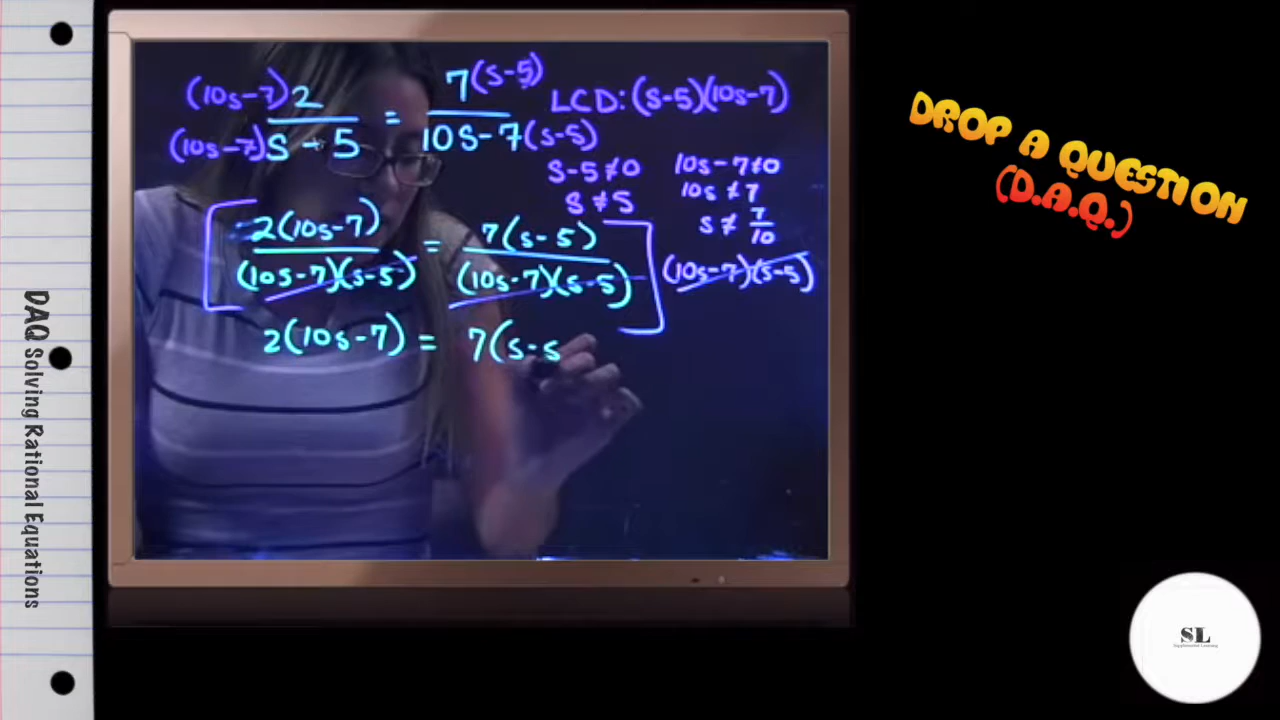 (10s-7) 2 = 7 (s-5)
(10s-7) s - 5 10s-7 (s-5)
LCD: (s-5)(10s-7)
s-5≠0 10s-7≠0
s≠5 10s≠7
s≠7/10
[2(10s-7)/(10s-7)(s-5) = 7(s-5)/(10s-7)(s-5)] (10s-7)(s-5)
2(10s-7) = 7(s-5
DROP A QUESTION
(D.A.Q.)
DAQ Solving Rational Equations
SL
Supplemental Learning